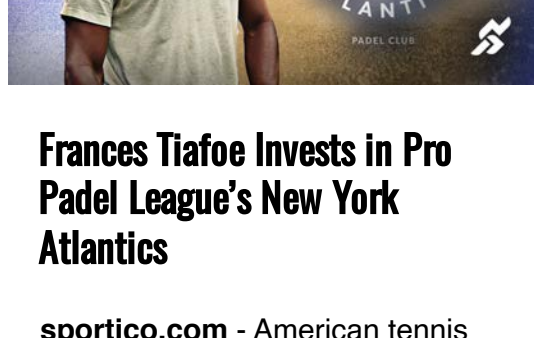 LANTI
PADEL CLUB
Frances Tiafoe Invests in Pro
Padel League’s New York
Atlantics
sportico.com - American tennis